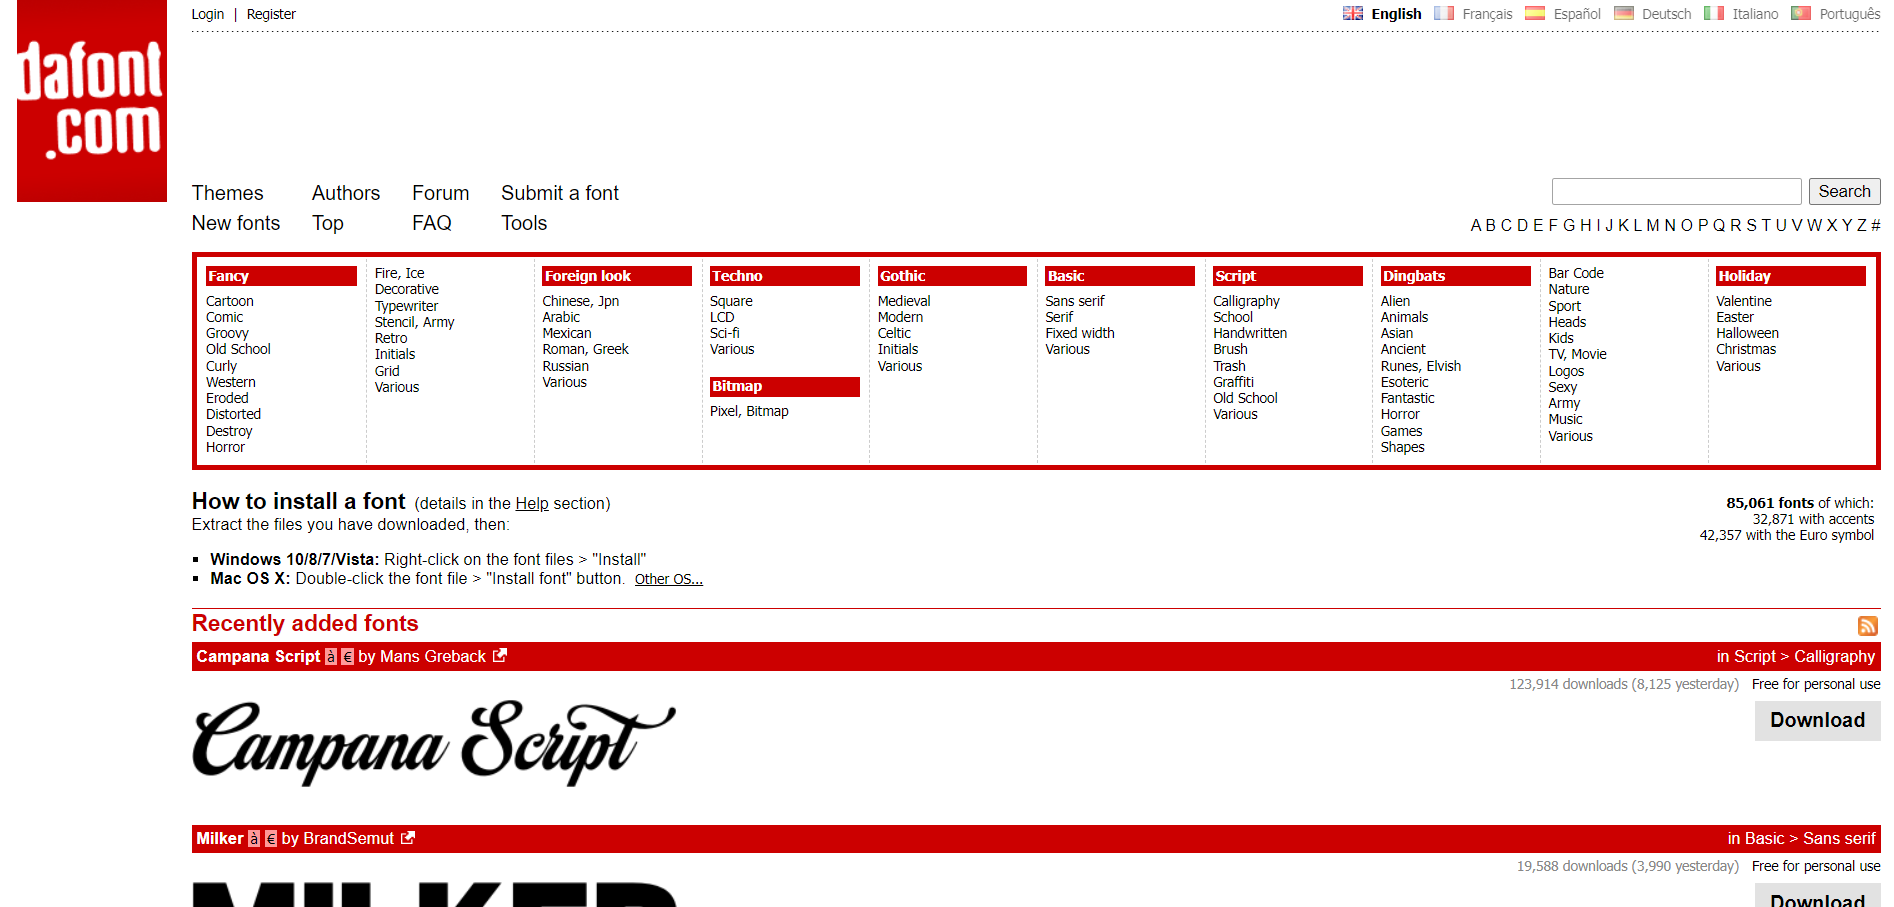 dafont
.com
Login | Register
English Français Español Deutsch Italiano Português
Themes Authors Forum Submit a font
New fonts Top FAQ Tools
Search
A B C D E F G H I J K L M N O P Q R S T U V W X Y Z #
Fancy
Cartoon
Comic
Groovy
Old School
Curly
Western
Eroded
Distorted
Destroy
Horror
Fire, Ice
Decorative
Typewriter
Stencil, Army
Retro
Initials
Grid
Various
Foreign look
Chinese, Jpn
Arabic
Mexican
Roman, Greek
Russian
Various
Techno
Square
LCD
Sci-fi
Various
Bitmap
Pixel, Bitmap
Gothic
Medieval
Modern
Celtic
Initials
Various
Basic
Sans serif
Serif
Fixed width
Various
Script
Calligraphy
School
Handwritten
Brush
Trash
Graffiti
Old School
Various
Dingbats
Alien
Animals
Asian
Ancient
Runes, Elvish
Esoteric
Fantastic
Horror
Games
Shapes
Bar Code
Nature
Sport
Heads
Kids
TV, Movie
Logos
Sexy
Army
Music
Various
Holiday
Valentine
Easter
Halloween
Christmas
Various
How to install a font (details in the Help section)
Extract the files you have downloaded, then:
▪ Windows 10/8/7/Vista: Right-click on the font files > "Install"
▪ Mac OS X: Double-click the font file > "Install font" button. Other OS...
85,061 fonts of which:
32,871 with accents
42,357 with the Euro symbol
Recently added fonts
Campana Script à € by Mans Greback in Script > Calligraphy
123,914 downloads (8,125 yesterday) Free for personal use
Campana Script
Download
Milker à € by BrandSemut in Basic > Sans serif
19,588 downloads (3,990 yesterday) Free for personal use
MILKER
Download